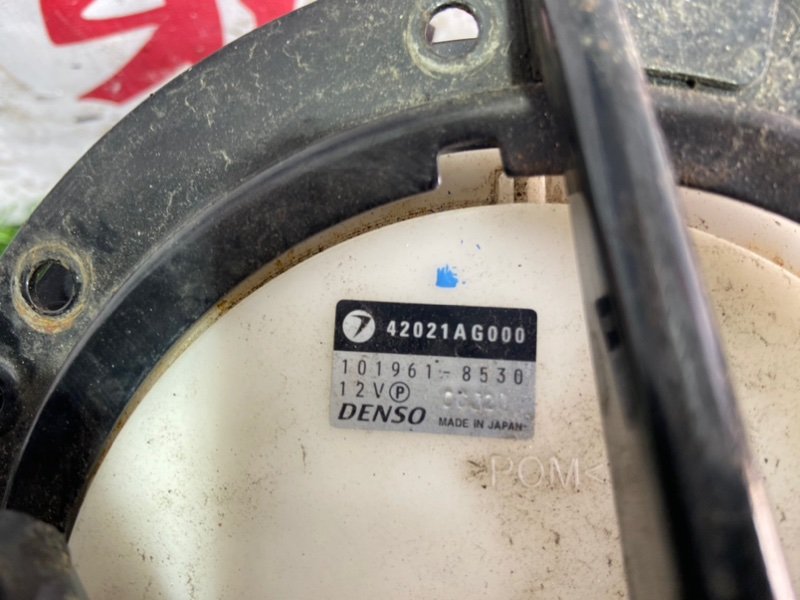 42021AG000
101961-8530
12V Ⓟ
DENSO MADE IN JAPAN
POM<